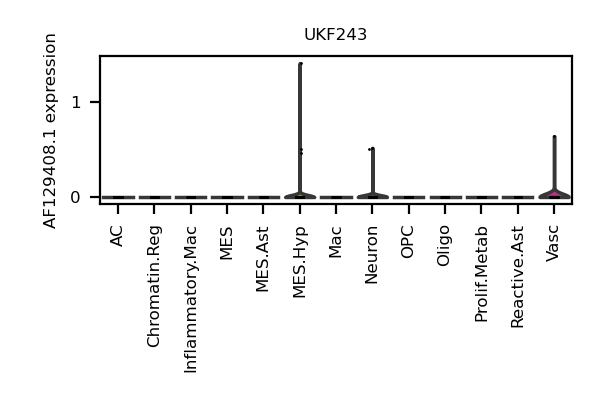 UKF243
AF129408.1 expression
1
0
AC
Chromatin.Reg
Inflammatory.Mac
MES
MES.Ast
MES.Hyp
Mac
Neuron
OPC
Oligo
Prolif.Metab
Reactive.Ast
Vasc